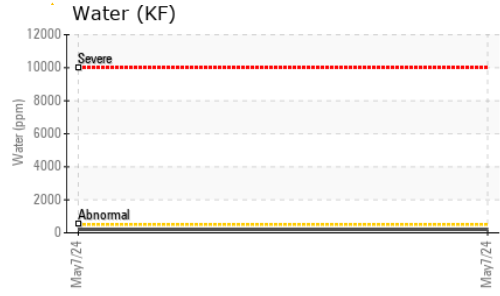 Water (KF)
12000
10000
8000
6000
4000
2000
0
Water (ppm)
Severe
Abnormal
May7/24
May7/24